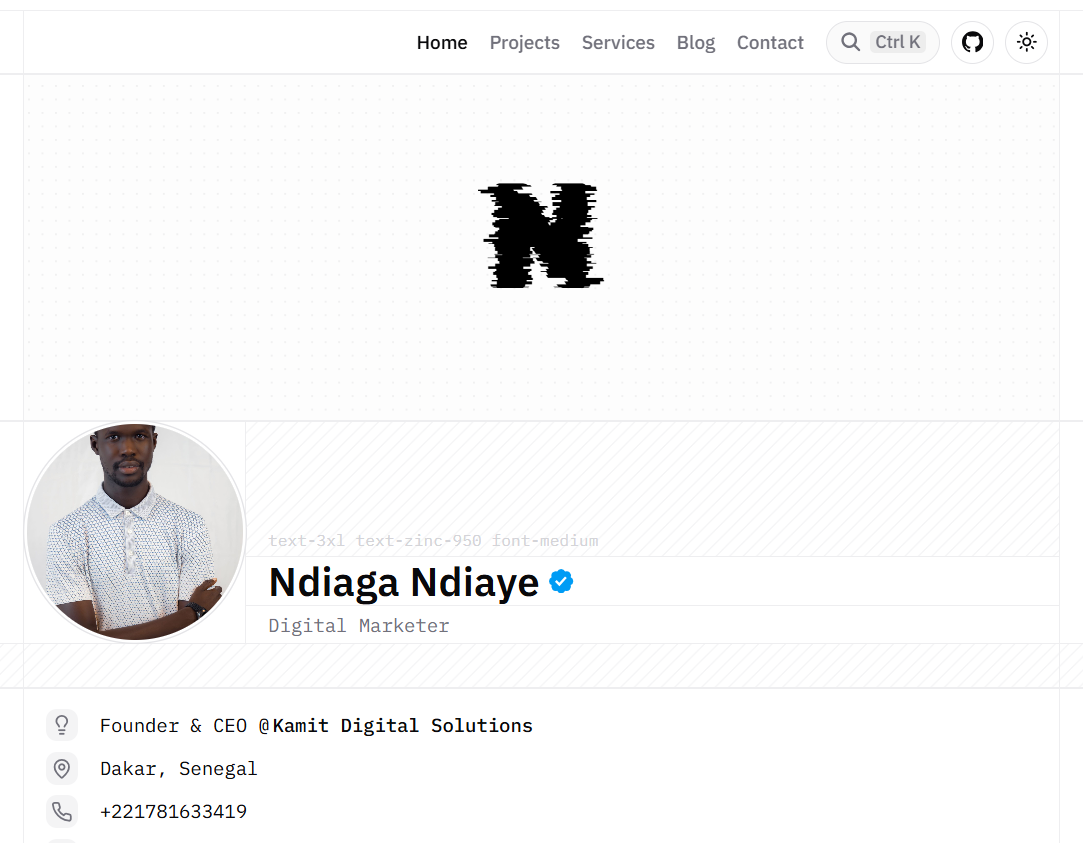 Home Projects Services Blog Contact Ctrl K
N
text-3xl text-zinc-950 font-medium
Ndiaga Ndiaye
Digital Marketer
Founder & CEO @Kamit Digital Solutions
Dakar, Senegal
+221781633419